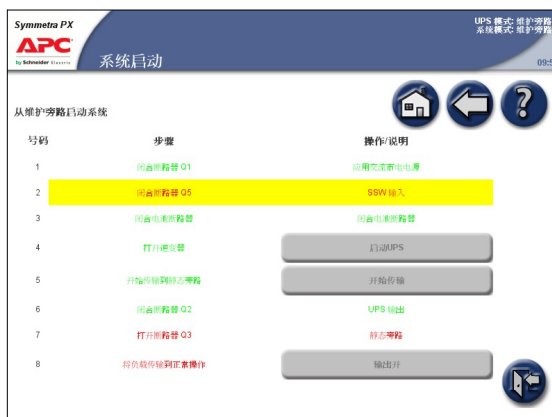 Symmetra PX
APC
by Schneider Electric
系统启动
UPS 模式: 维护旁路
系统模式: 维护旁路
09:5
从维护旁路启动系统
号码 步骤 操作/说明
1 闭合断路器 Q1 应用交流市电电源
2 闭合断路器 Q5 SSW 输入
3 闭合电池断路器 闭合电池断路器
4 打开逆变器 启动UPS
5 开始传输到静态旁路 开始传输
6 闭合断路器 Q2 UPS 输出
7 打开断路器 Q3 静态旁路
8 将负载传输到正常操作 输出开